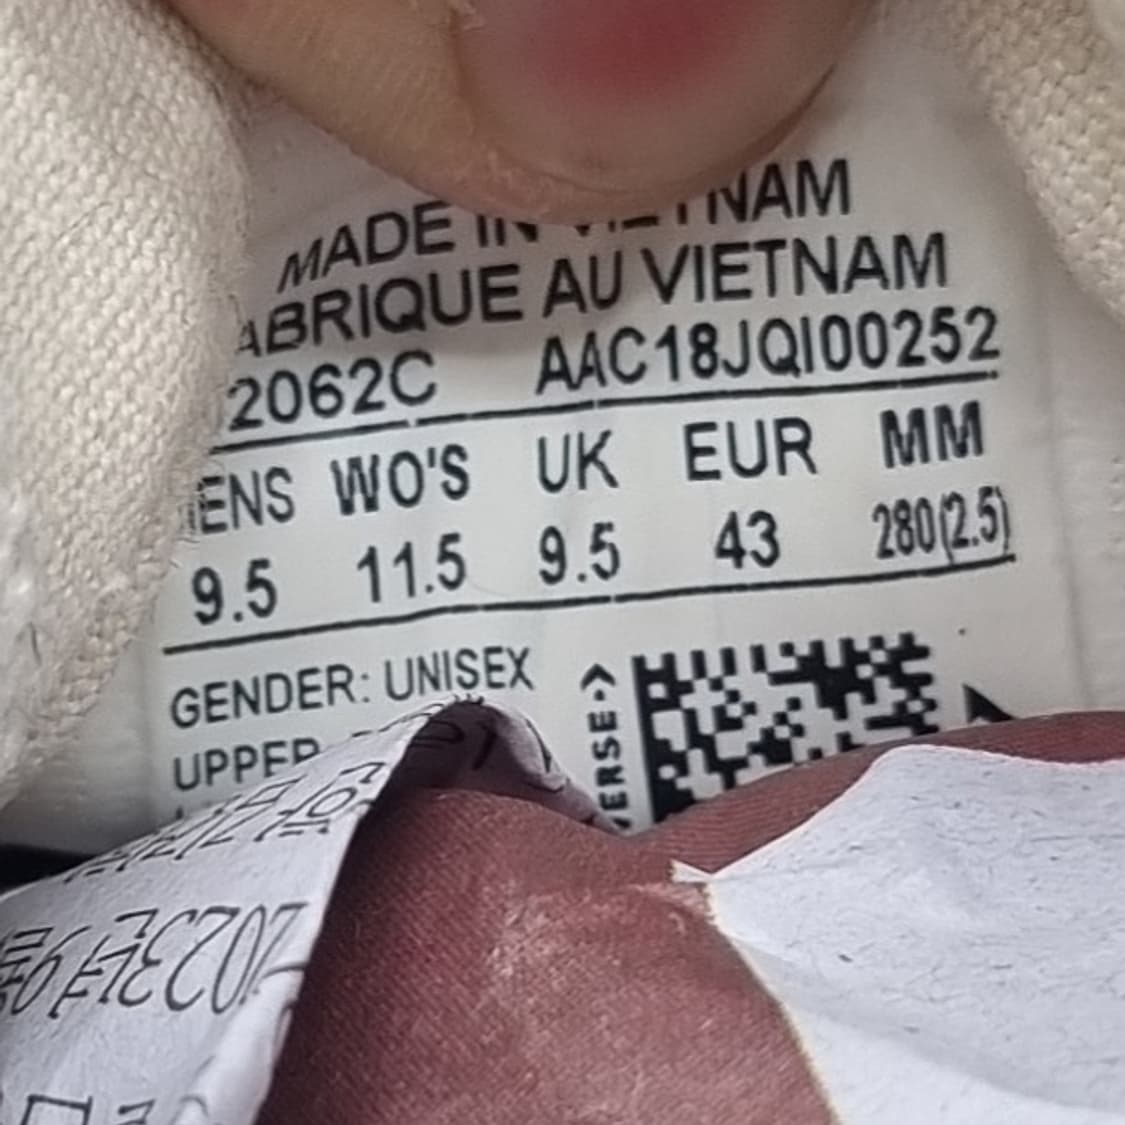 MADE IN VIETNAM
ABRIQUE AU VIETNAM
2062C AAC18JQI00252
ENS WO'S UK EUR MM
9.5 11.5 9.5 43 280(2.5)
GENDER: UNISEX
UPPER
VERSE->